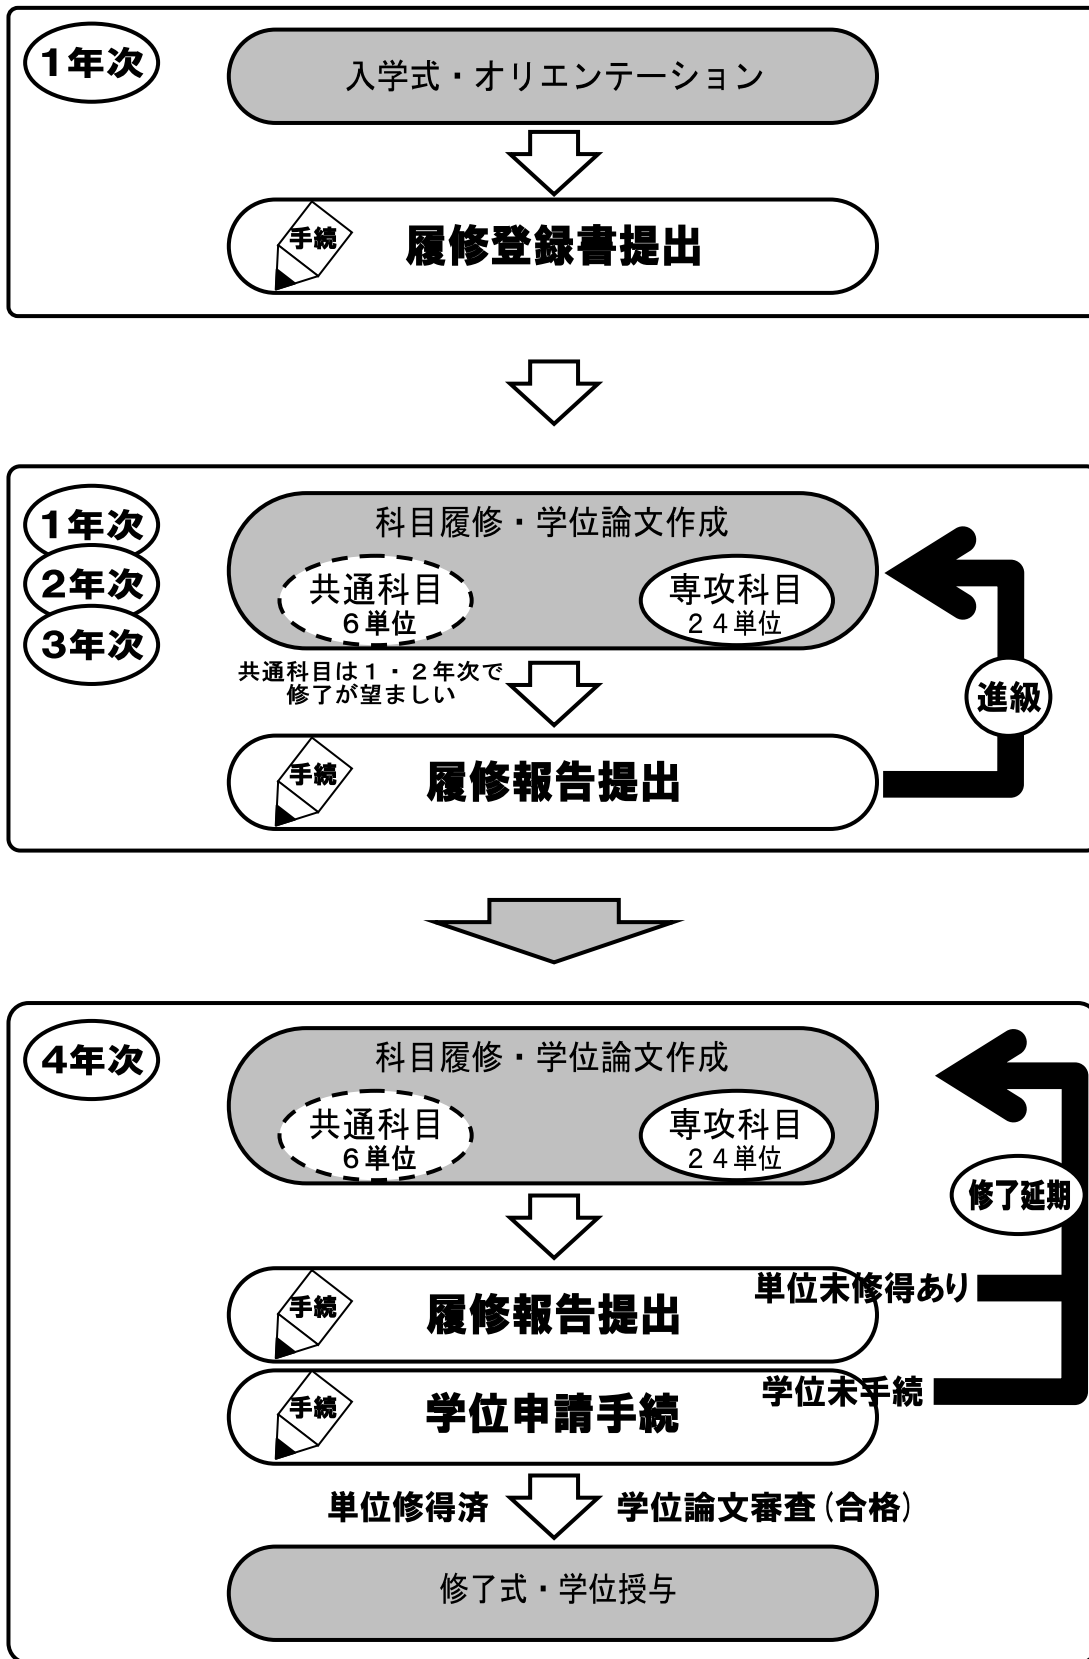 1年次
入学式・オリエンテーション
手続
履修登録書提出
1年次
2年次
3年次
科目履修・学位論文作成
共通科目
6単位
専攻科目
24単位
共通科目は1・2年次で
修了が望ましい
進級
手続
履修報告提出
4年次
科目履修・学位論文作成
共通科目
6単位
専攻科目
24単位
修了延期
手続
履修報告提出
単位未修得あり
手続
学位申請手続
学位未手続
単位修得済
学位論文審査(合格)
修了式・学位授与